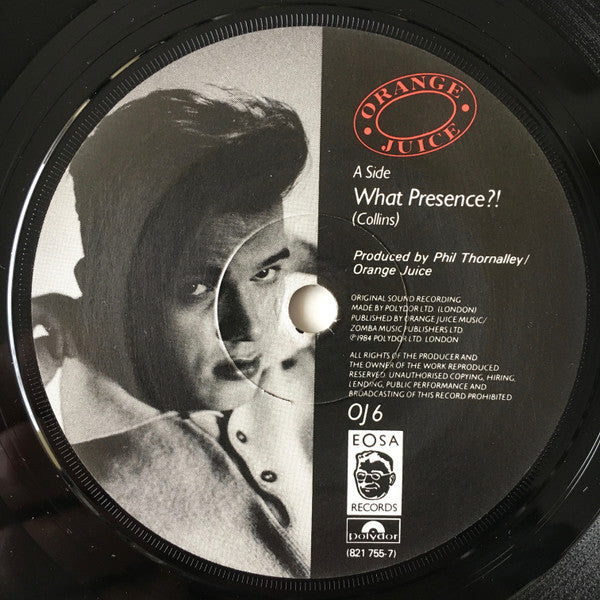 ORANGE
JUICE
A Side
What Presence?!
(Collins)
Produced by Phil Thornalley/
Orange Juice
ORIGINAL SOUND RECORDING
MADE BY POLYDOR LTD. (LONDON)
PUBLISHED BY ORANGE JUICE MUSIC/
ZOMBA MUSIC PUBLISHERS LTD
℗1984 POLYDOR LTD. LONDON
ALL RIGHTS OF THE PRODUCER AND
THE OWNER OF THE WORK REPRODUCED
RESERVED. UNAUTHORISED COPYING, HIRING,
LENDING, PUBLIC PERFORMANCE AND
BROADCASTING OF THIS RECORD PROHIBITED
OJ 6
EOSA
RECORDS
polydor
(821 755-7)